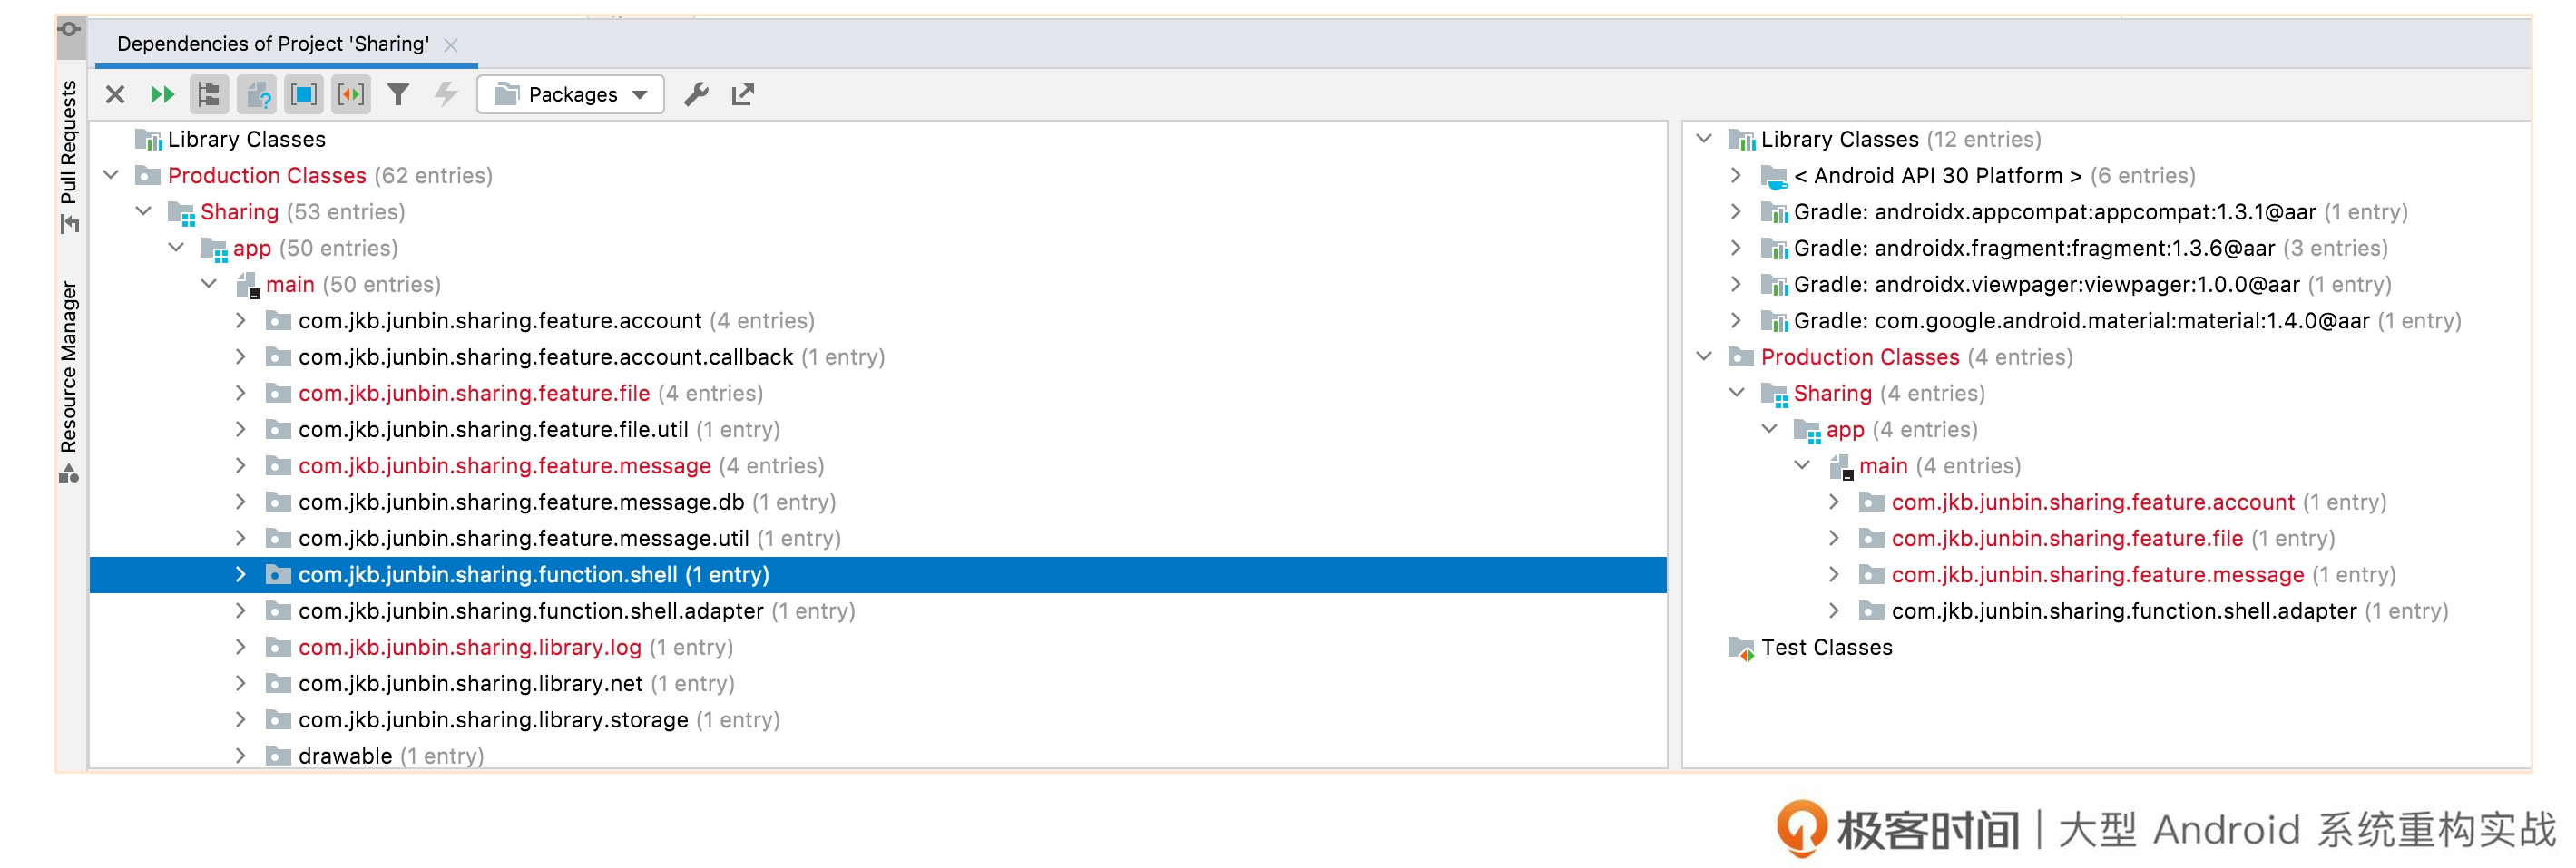 Dependencies of Project 'Sharing'
Pull Requests
Resource Manager
Packages
Library Classes
Production Classes (62 entries)
Sharing (53 entries)
app (50 entries)
main (50 entries)
com.jkb.junbin.sharing.feature.account (4 entries)
com.jkb.junbin.sharing.feature.account.callback (1 entry)
com.jkb.junbin.sharing.feature.file (4 entries)
com.jkb.junbin.sharing.feature.file.util (1 entry)
com.jkb.junbin.sharing.feature.message (4 entries)
com.jkb.junbin.sharing.feature.message.db (1 entry)
com.jkb.junbin.sharing.feature.message.util (1 entry)
com.jkb.junbin.sharing.function.shell (1 entry)
com.jkb.junbin.sharing.function.shell.adapter (1 entry)
com.jkb.junbin.sharing.library.log (1 entry)
com.jkb.junbin.sharing.library.net (1 entry)
com.jkb.junbin.sharing.library.storage (1 entry)
drawable (1 entry)
Library Classes (12 entries)
< Android API 30 Platform > (6 entries)
Gradle: androidx.appcompat:appcompat:1.3.1@aar (1 entry)
Gradle: androidx.fragment:fragment:1.3.6@aar (3 entries)
Gradle: androidx.viewpager:viewpager:1.0.0@aar (1 entry)
Gradle: com.google.android.material:material:1.4.0@aar (1 entry)
Production Classes (4 entries)
Sharing (4 entries)
app (4 entries)
main (4 entries)
com.jkb.junbin.sharing.feature.account (1 entry)
com.jkb.junbin.sharing.feature.file (1 entry)
com.jkb.junbin.sharing.feature.message (1 entry)
com.jkb.junbin.sharing.function.shell.adapter (1 entry)
Test Classes
极客时间 | 大型 Android 系统重构实战